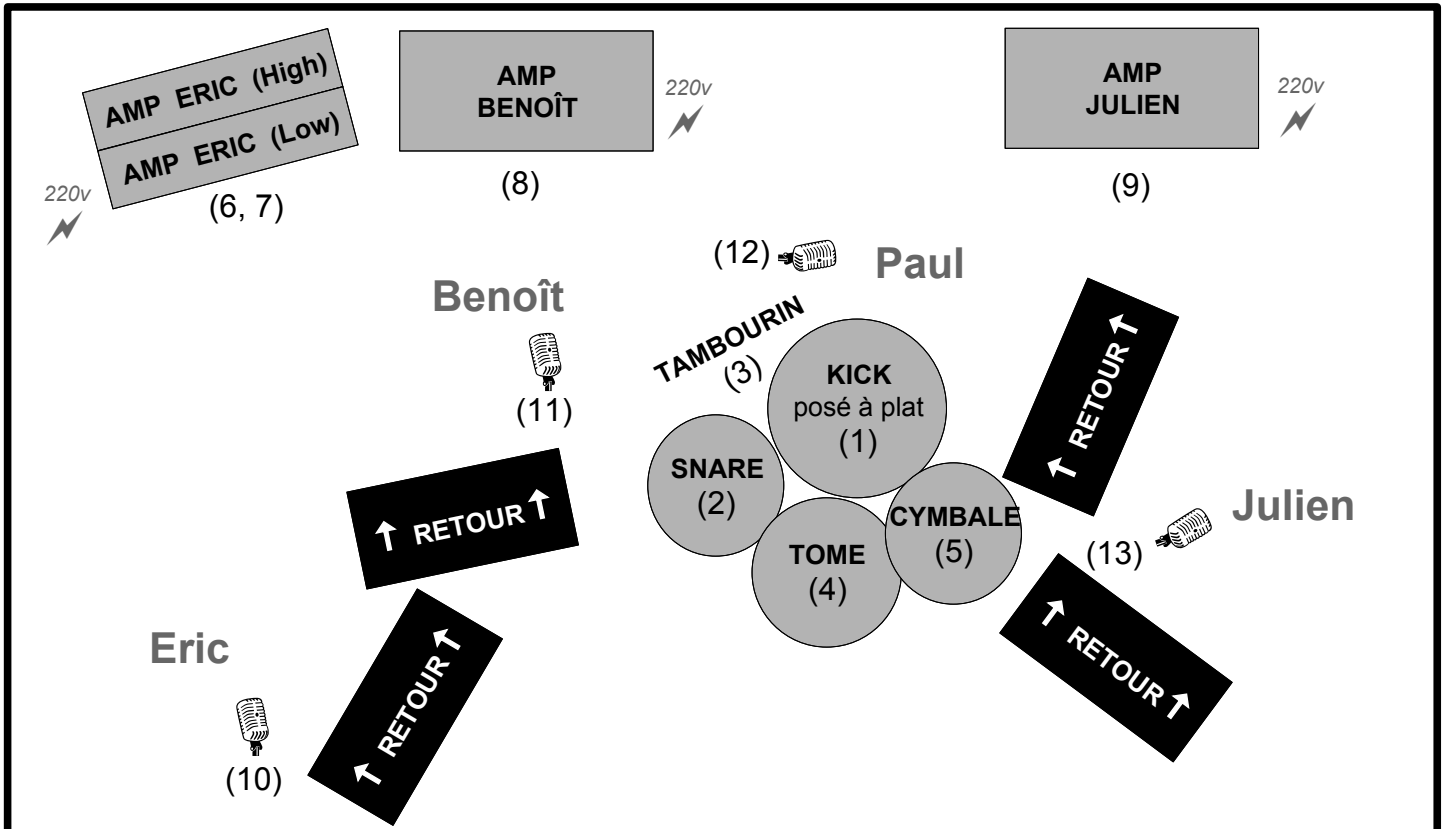 AMP ERIC (High)
AMP ERIC (Low)
220v
(6, 7)
AMP
BENOÎT
220v
(8)
AMP
JULIEN
220v
(9)
(12)
Paul
Benoît
(11)
TAMBOURIN
(3)
KICK
posé à plat
(1)
SNARE
(2)
TOME
(4)
CYMBALE
(5)
RETOUR
Julien
(13)
RETOUR
RETOUR
Eric
(10)
RETOUR